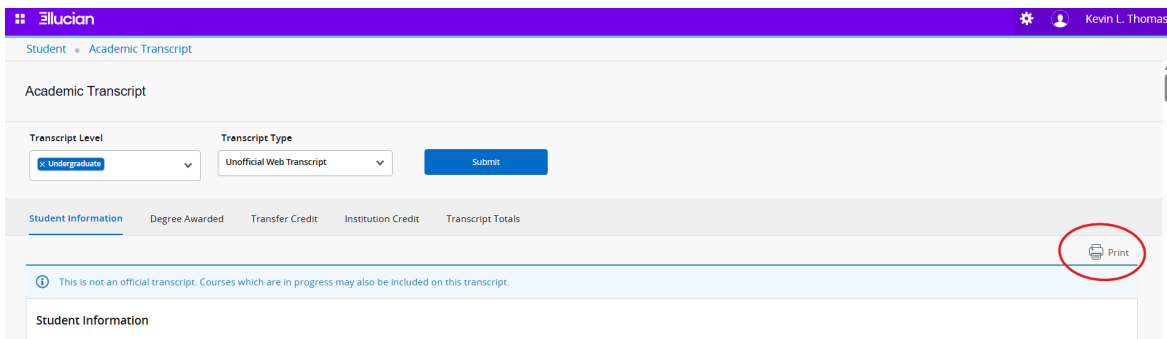 Ellucian Kevin L. Thomas
Student Academic Transcript
Academic Transcript
Transcript Level Transcript Type
Undergraduate Unofficial Web Transcript Submit
Student Information Degree Awarded Transfer Credit Institution Credit Transcript Totals
Print
This is not an official transcript. Courses which are in progress may also be included on this transcript.
Student Information